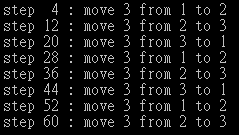 step  4 : move 3 from 1 to 2
step 12 : move 3 from 2 to 3
step 20 : move 3 from 3 to 1
step 28 : move 3 from 1 to 2
step 36 : move 3 from 2 to 3
step 44 : move 3 from 3 to 1
step 52 : move 3 from 1 to 2
step 60 : move 3 from 2 to 3